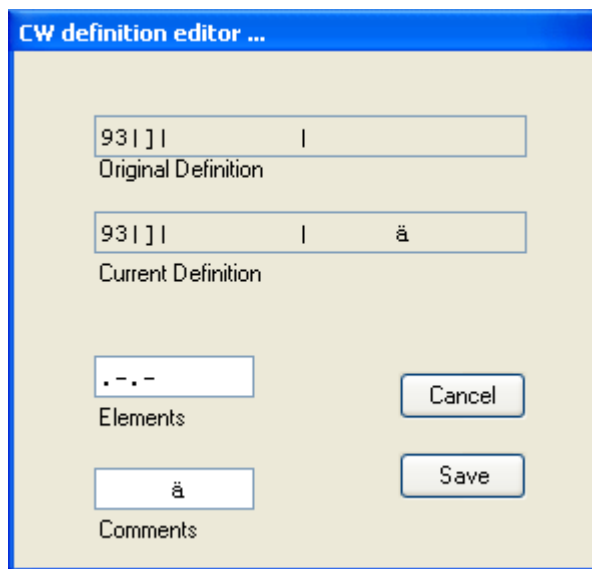 CW definition editor ...
93|]|            |
Original Definition
93|]|            |        ä
Current Definition
.-.-
Elements
Cancel
Save
ä
Comments